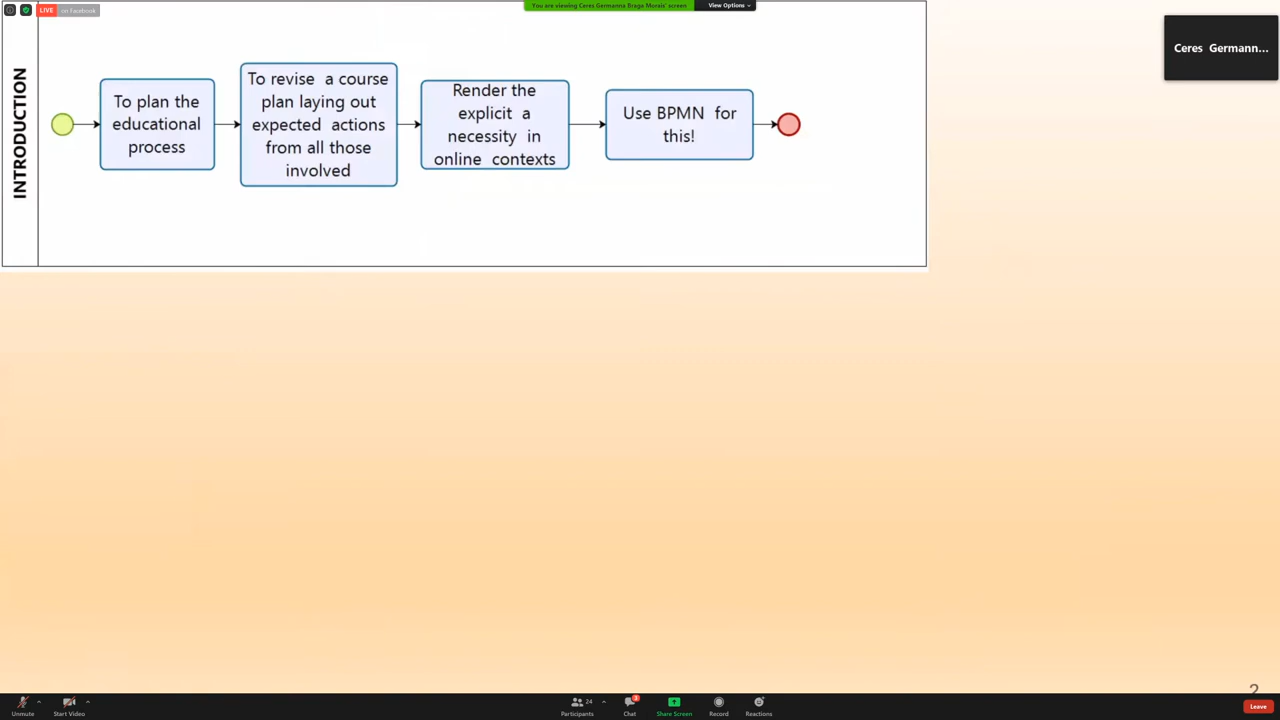 LIVE on Facebook
You are viewing Ceres Germanna Braga Morais' screen
View Options
Ceres Germann...
INTRODUCTION
To plan the
educational
process
To revise a course
plan laying out
expected actions
from all those
involved
Render the
explicit a
necessity in
online contexts
Use BPMN for
this!
2
Unmute
Start Video
24
Participants
3
Chat
Share Screen
Record
Reactions
Leave